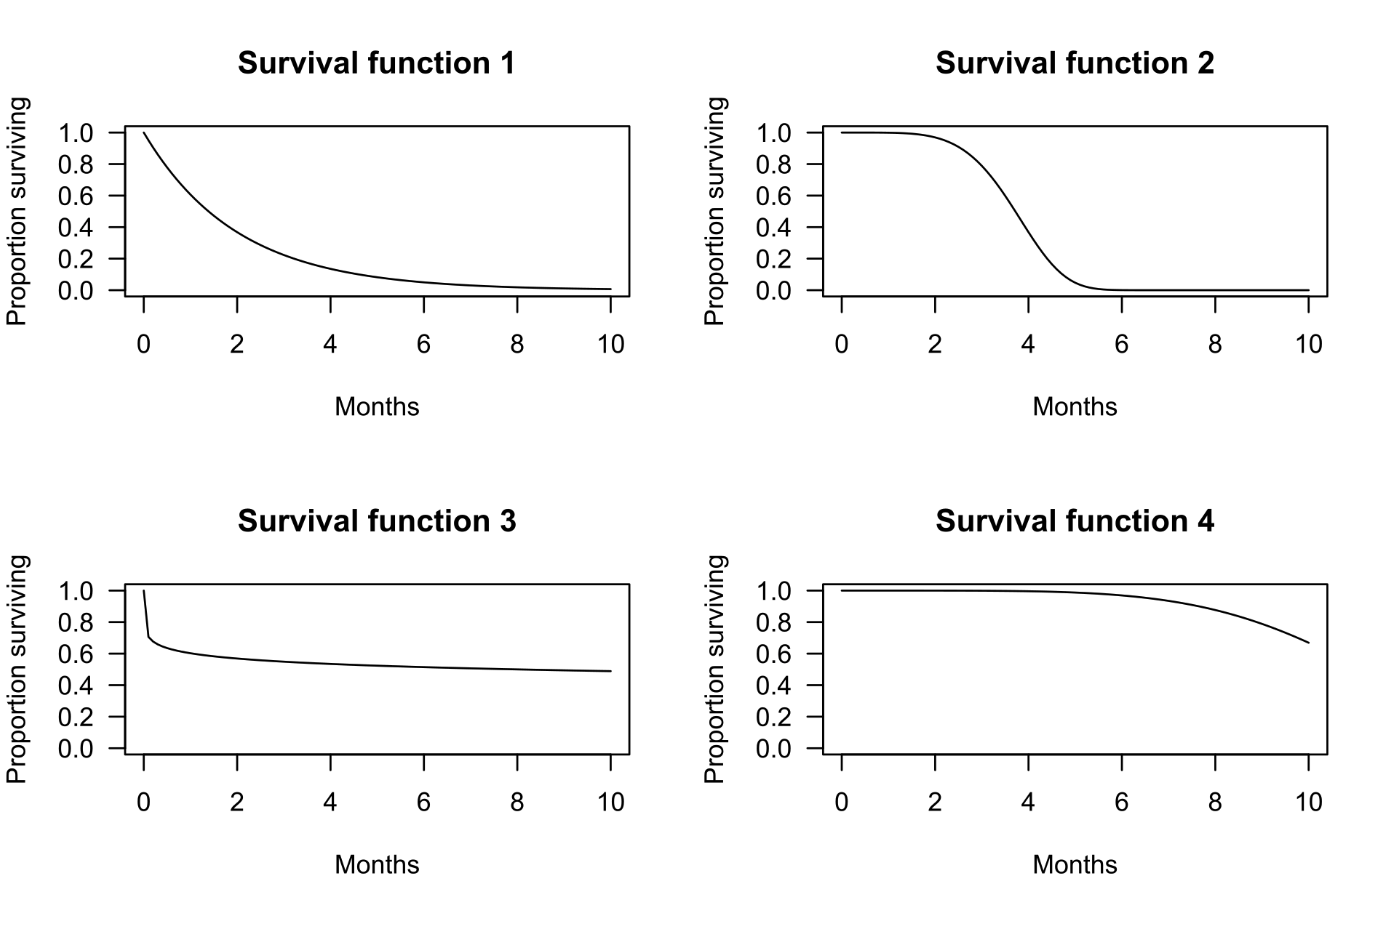 Survival function 1
Proportion surviving
1.0
0.8
0.6
0.4
0.2
0.0
0 2 4 6 8 10
Months
Survival function 2
Proportion surviving
1.0
0.8
0.6
0.4
0.2
0.0
0 2 4 6 8 10
Months
Survival function 3
Proportion surviving
1.0
0.8
0.6
0.4
0.2
0.0
0 2 4 6 8 10
Months
Survival function 4
Proportion surviving
1.0
0.8
0.6
0.4
0.2
0.0
0 2 4 6 8 10
Months